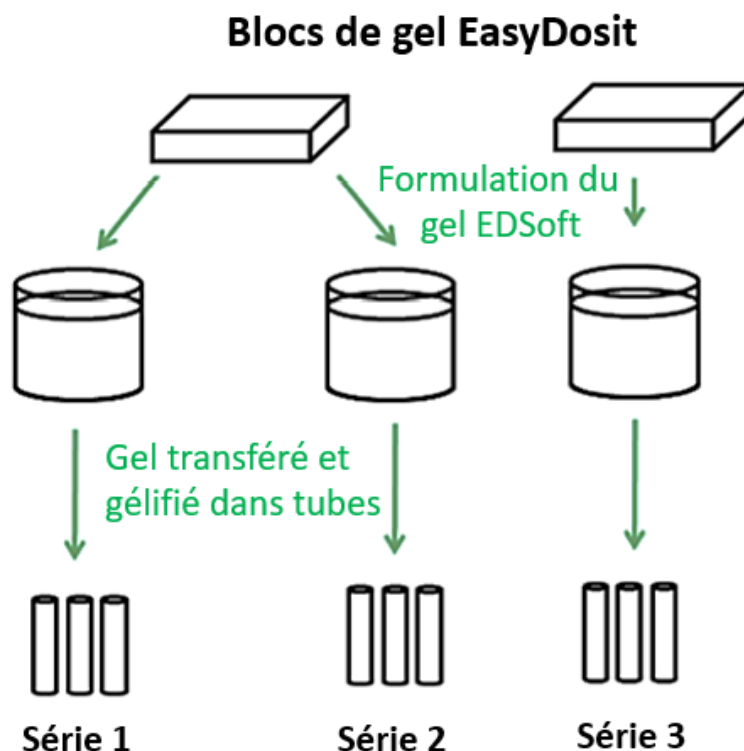 Blocs de gel EasyDosit
Formulation du
gel EDSoft
Gel transféré et
gélifié dans tubes
Série 1
Série 2
Série 3